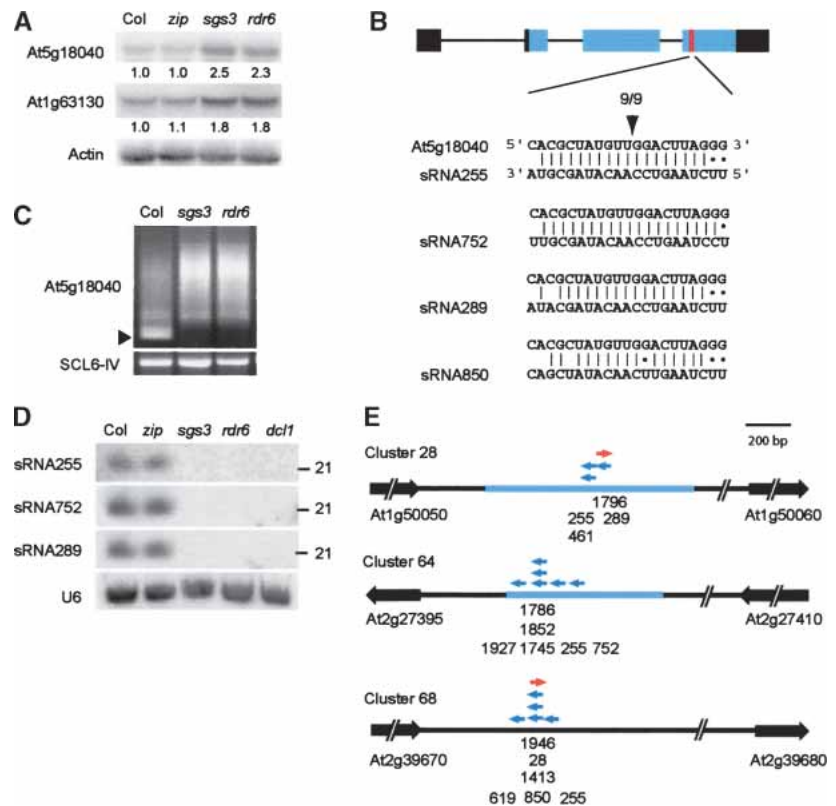 A
Col zip sgs3 rdr6
At5g18040
1.0 1.0 2.5 2.3
At1g63130
1.0 1.1 1.8 1.8
Actin
B
9/9
At5g18040 5' CACGCUAUGUUGGACUUAGGG 3'
sRNA255 3' AUGCGAUACAACCUGAAUCUU 5'
CACGCUAUGUUGGACUUAGGG
sRNA752 UUGCGAUACAACCUGAAUCCU
CACGCUAUGUUGGACUUAGGG
sRNA289 AUACGAUACAACCUGAAUCUU
CACGCUAUGUUGGACUUAGGG
sRNA850 CAGCUAUACAACUUGAAUCUU
C
Col sgs3 rdr6
At5g18040
SCL6-IV
D
Col zip sgs3 rdr6 dcl1
sRNA255 21
sRNA752 21
sRNA289 21
U6
E
200 bp
Cluster 28
1796
At1g50050 255 289 At1g50060
461
Cluster 64
1786
At2g27395 At2g27410
1852
1927 1745 255 752
Cluster 68
1946
At2g39670 At2g39680
28
1413
619 850 255